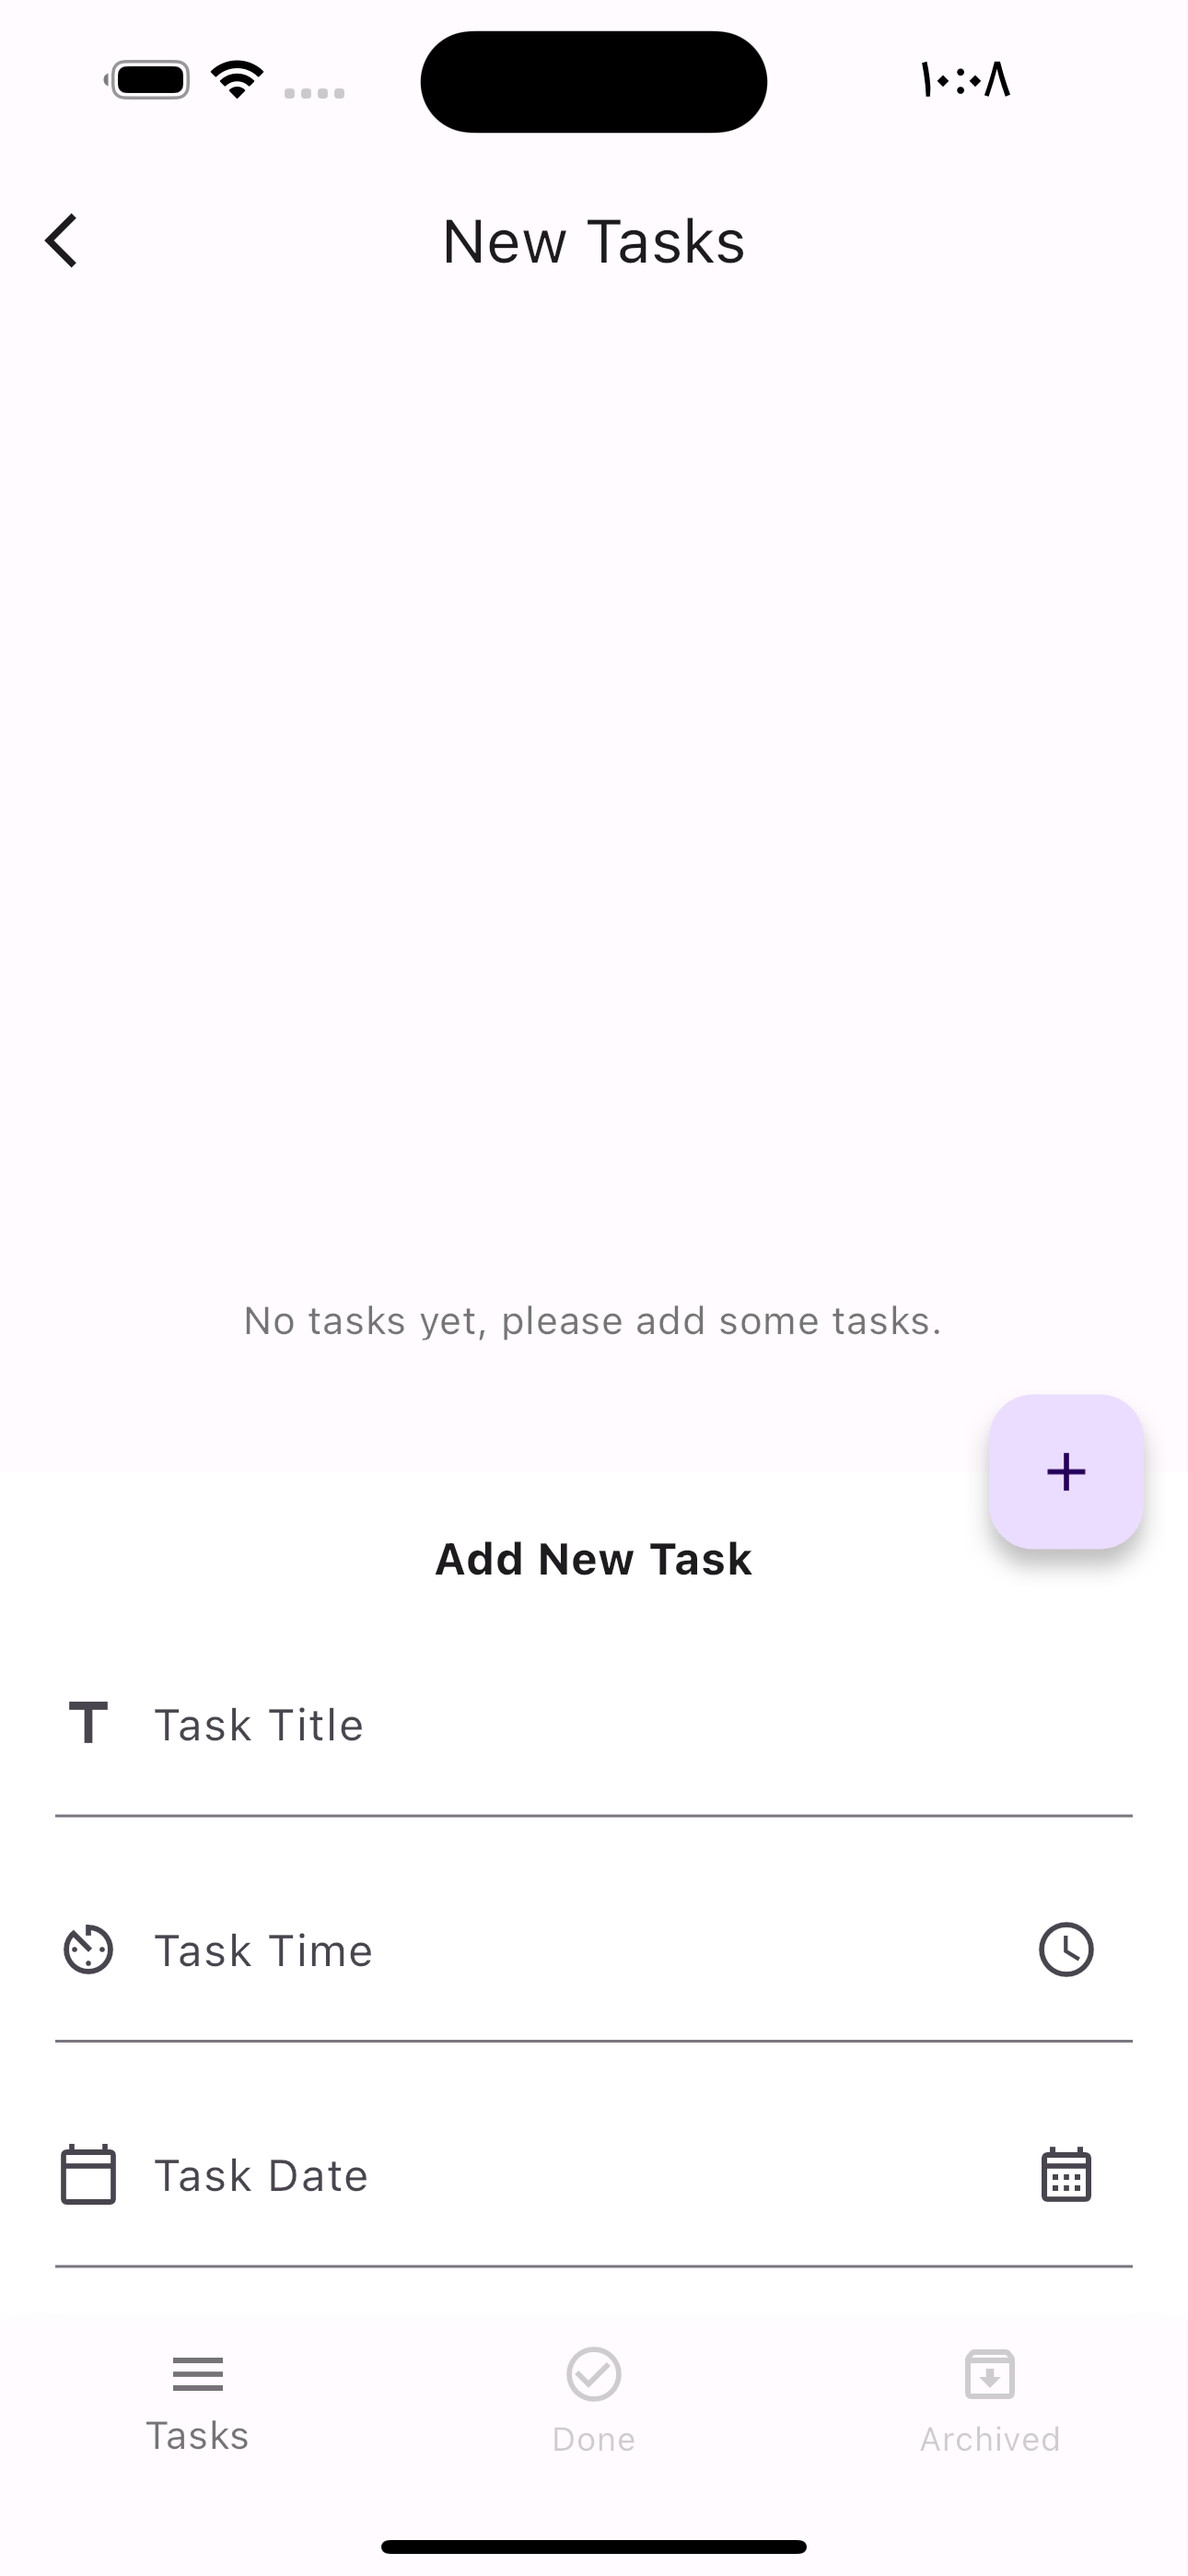 ١٠:٠٨
New Tasks
No tasks yet, please add some tasks.
Add New Task
Task Title
Task Time
Task Date
Tasks
Done
Archived